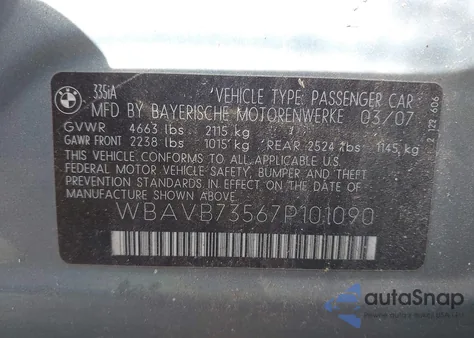 335iA 'VEHICLE TYPE: PASSENGER CAR'
MFD BY BAYERISCHE MOTORENWERKE 03/07
GVWR 4663 lbs 2115 kg
GAWR FRONT 2238 lbs 1015 kg REAR 2524 lbs 1145 kg
THIS VEHICLE CONFORMS TO ALL APPLICABLE U.S.
FEDERAL MOTOR VEHICLE SAFETY, BUMPER AND THEFT
PREVENTION STANDARDS IN EFFECT ON THE DATE OF
MANUFACTURE SHOWN ABOVE.
WBAVB73567P101090
autoSnap